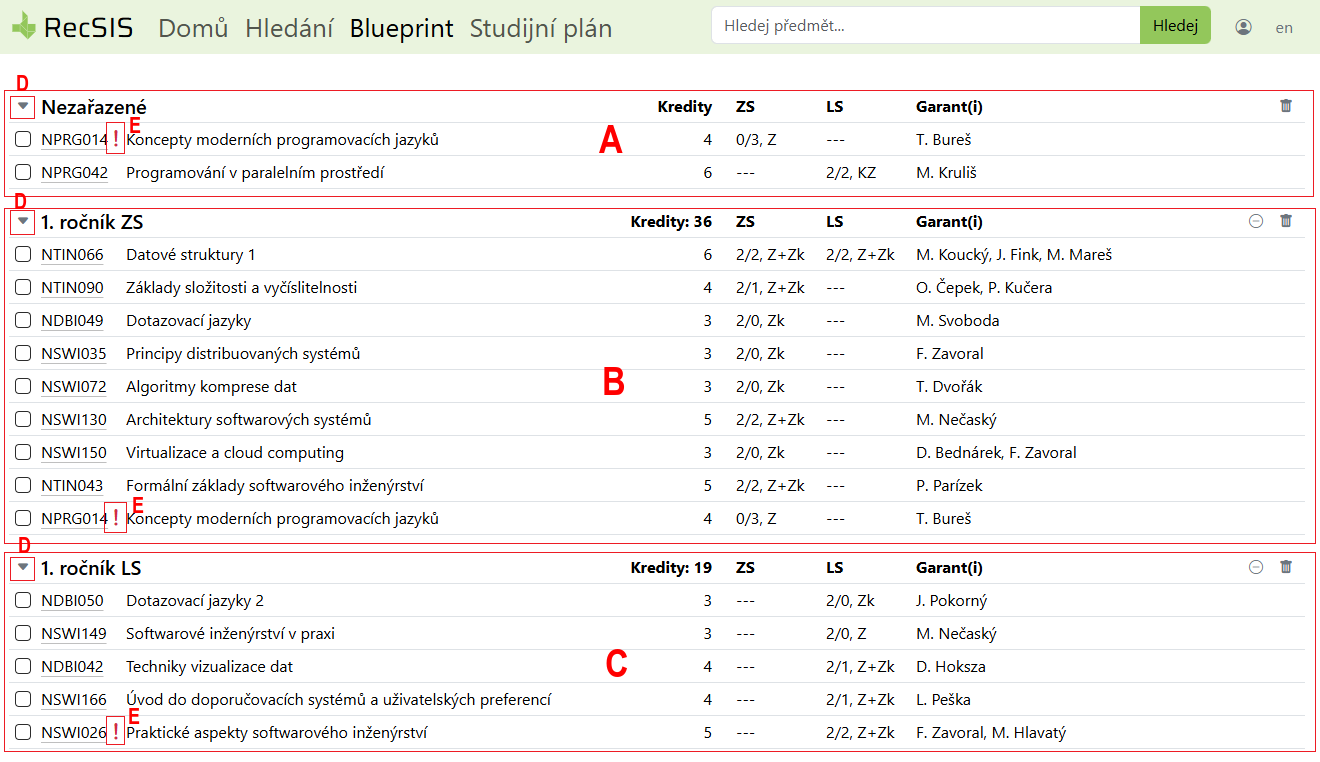 RecSIS Domů Hledání Blueprint Studijní plán Hledej předmět... Hledej en
D
Nezařazené Kredity ZS LS Garant(i)
E
NPRG014 ! Koncepty moderních programovacích jazyků A 4 0/3, Z --- T. Bureš
NPRG042 Programování v paralelním prostředí 6 --- 2/2, KZ M. Kruliš
D
1. ročník ZS Kredity: 36 ZS LS Garant(i)
NTIN066 Datové struktury 1 6 2/2, Z+Zk 2/2, Z+Zk M. Koucký, J. Fink, M. Mareš
NTIN090 Základy složitosti a vyčíslitelnosti 4 2/1, Z+Zk --- O. Čepek, P. Kučera
NDBI049 Dotazovací jazyky 3 2/0, Zk --- M. Svoboda
NSWI035 Principy distribuovaných systémů 3 2/0, Zk --- F. Zavoral
NSWI072 Algoritmy komprese dat B 3 2/0, Zk --- T. Dvořák
NSWI130 Architektury softwarových systémů 5 2/2, Z+Zk --- M. Nečaský
NSWI150 Virtualizace a cloud computing 3 2/0, Zk --- D. Bednárek, F. Zavoral
NTIN043 Formální základy softwarového inženýrství 5 2/2, Z+Zk --- P. Parízek
E
NPRG014 ! Koncepty moderních programovacích jazyků 4 0/3, Z --- T. Bureš
D
1. ročník LS Kredity: 19 ZS LS Garant(i)
NDBI050 Dotazovací jazyky 2 3 --- 2/0, Zk J. Pokorný
NSWI149 Softwarové inženýrství v praxi 3 --- 2/0, Z M. Nečaský
NDBI042 Techniky vizualizace dat C 4 --- 2/1, Z+Zk D. Hoksza
NSWI166 Úvod do doporučovacích systémů a uživatelských preferencí 4 --- 2/1, Z+Zk L. Peška
E
NSWI026 ! Praktické aspekty softwarového inženýrství 5 --- 2/2, Z+Zk F. Zavoral, M. Hlavatý